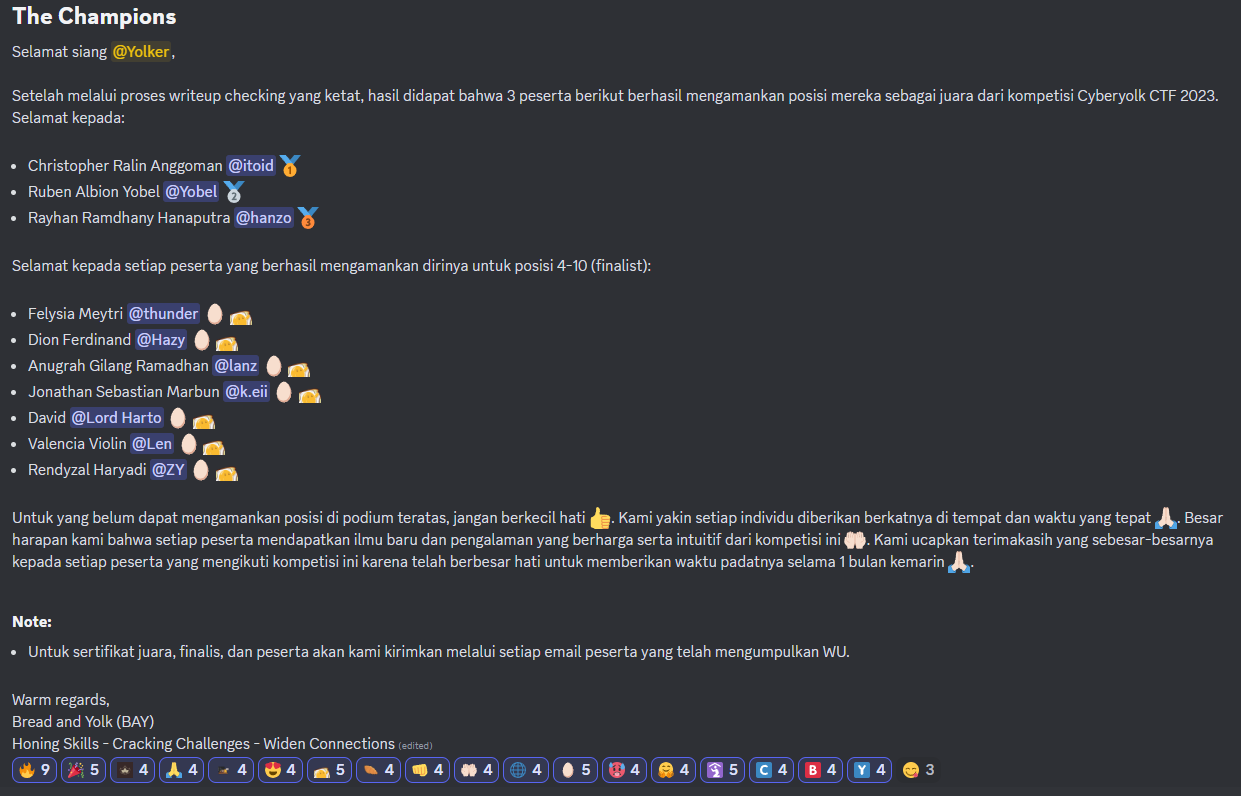 The Champions
Selamat siang @Yolker,
Setelah melalui proses writeup checking yang ketat, hasil didapat bahwa 3 peserta berikut berhasil mengamankan posisi mereka sebagai juara dari kompetisi Cyberyolk CTF 2023.
Selamat kepada:
Christopher Ralin Anggoman @itoid 🥇
Ruben Albion Yobel @Yobel 🥈
Rayhan Ramdhany Hanaputra @hanzo 🥉
Selamat kepada setiap peserta yang berhasil mengamankan dirinya untuk posisi 4-10 (finalist):
Felysia Meytri @thunder
Dion Ferdinand @Hazy
Anugrah Gilang Ramadhan @lanz
Jonathan Sebastian Marbun @k.eii
David @Lord Harto
Valencia Violin @Len
Rendyzal Haryadi @ZY
Untuk yang belum dapat mengamankan posisi di podium teratas, jangan berkecil hati 👍. Kami yakin setiap individu diberikan berkatnya di tempat dan waktu yang tepat 🙏🏻. Besar
harapan kami bahwa setiap peserta mendapatkan ilmu baru dan pengalaman yang berharga serta intuitif dari kompetisi ini 🤲🏻. Kami ucapkan terimakasih yang sebesar-besarnya
kepada setiap peserta yang mengikuti kompetisi ini karena telah berbesar hati untuk memberikan waktu padatnya selama 1 bulan kemarin 🙏🏻.
Note:
Untuk sertifikat juara, finalis, dan peserta akan kami kirimkan melalui setiap email peserta yang telah mengumpulkan WU.
Warm regards,
Bread and Yolk (BAY)
Honing Skills - Cracking Challenges - Widen Connections (edited)
9 5 4 4 4 4 5 4 4 4 4 5 4 4 5 C 4 B 4 Y 4 3